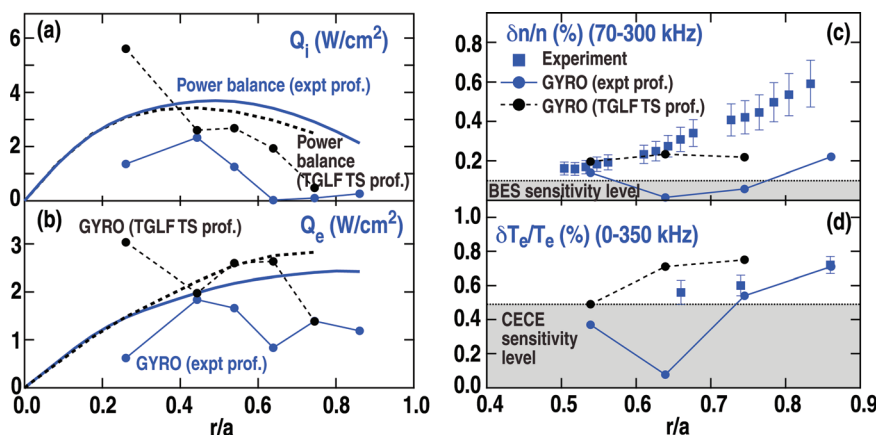 (a)
Qi (W/cm²)
Power balance (expt prof.)
Power
balance
(TGLF TS prof.)
6
4
2
0
(b)
Qe (W/cm²)
GYRO (TGLF TS prof.)
GYRO (expt prof.)
3
2
1
0
0.0 0.2 0.4 0.6 0.8 1.0
r/a
δn/n (%) (70-300 kHz)
(c)
Experiment
GYRO (expt prof.)
GYRO (TGLF TS prof.)
BES sensitivity level
0.8
0.6
0.4
0.2
δTe/Te (%) (0-350 kHz)
(d)
CECE
sensitivity
level
1.0
0.8
0.6
0.4
0.2
0.0
0.4 0.5 0.6 0.7 0.8 0.9
r/a